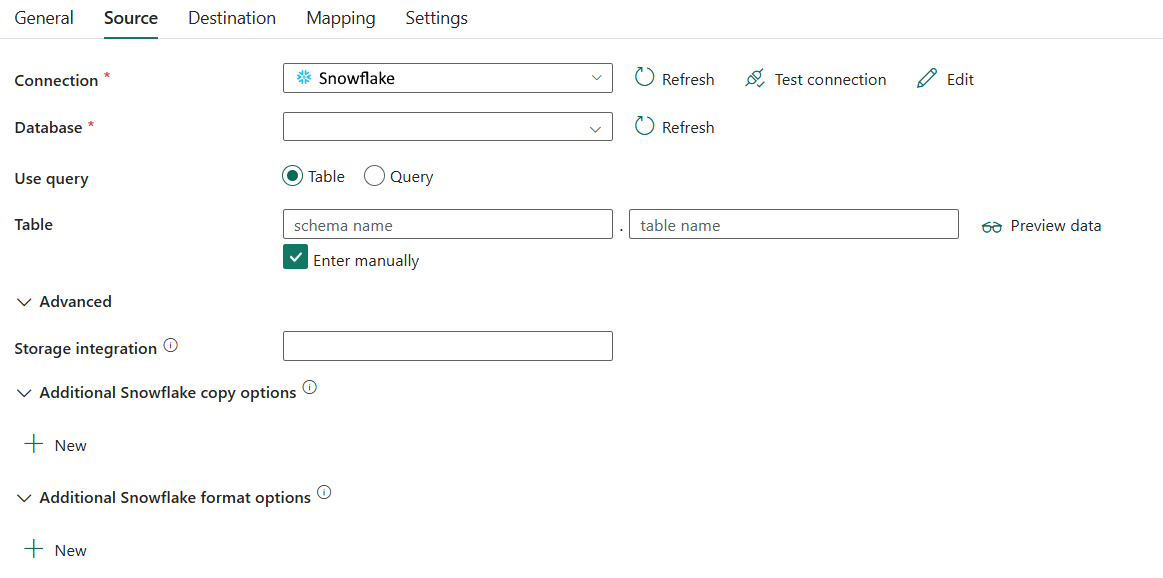 General Source Destination Mapping Settings
Connection * Snowflake Refresh Test connection Edit
Database * Refresh
Use query Table Query
Table schema name . table name Preview data
Enter manually
Advanced
Storage integration
Additional Snowflake copy options
New
Additional Snowflake format options
New